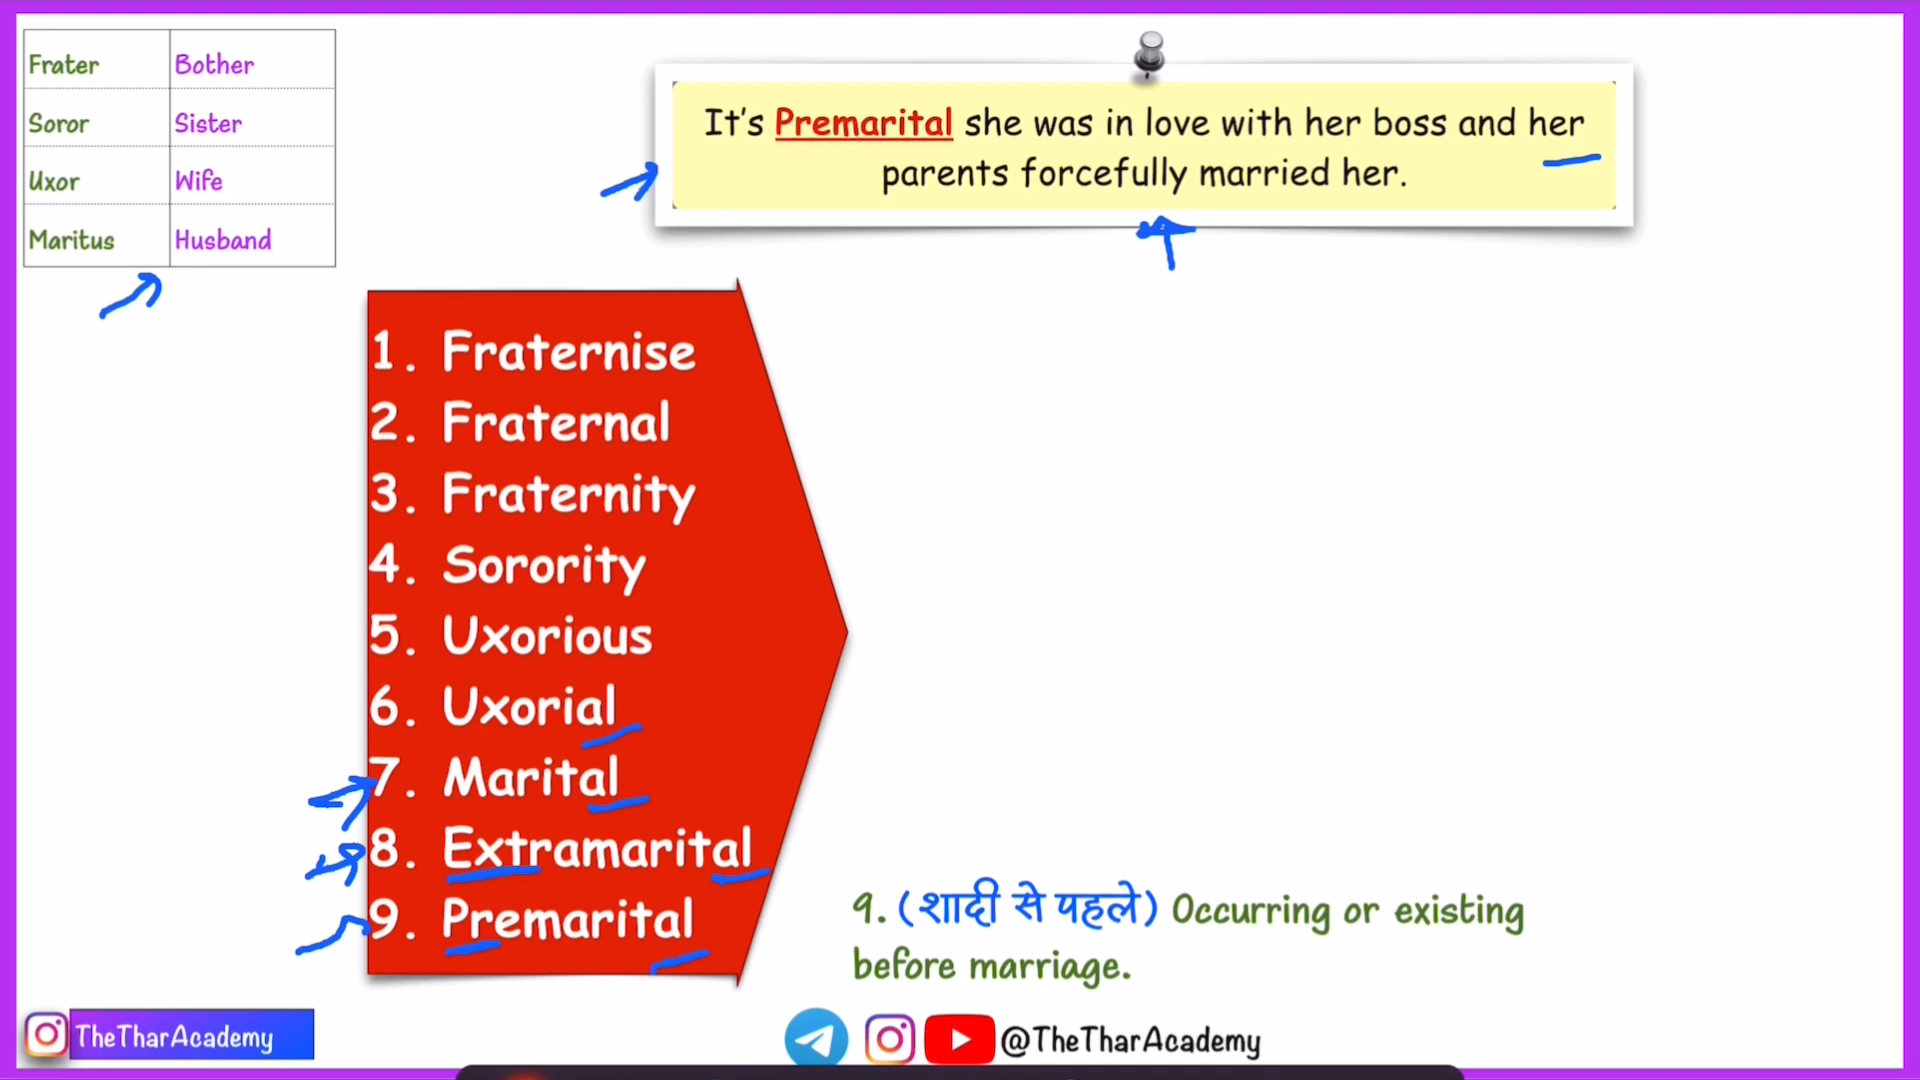 Frater Bother
Soror Sister
Uxor Wife
Maritus Husband
It's Premarital she was in love with her boss and her
parents forcefully married her.
1. Fraternise
2. Fraternal
3. Fraternity
4. Sorority
5. Uxorious
6. Uxorial
7. Marital
8. Extramarital
9. Premarital
9. (शादी से पहले) Occurring or existing
before marriage.
TheTharAcademy
@TheTharAcademy